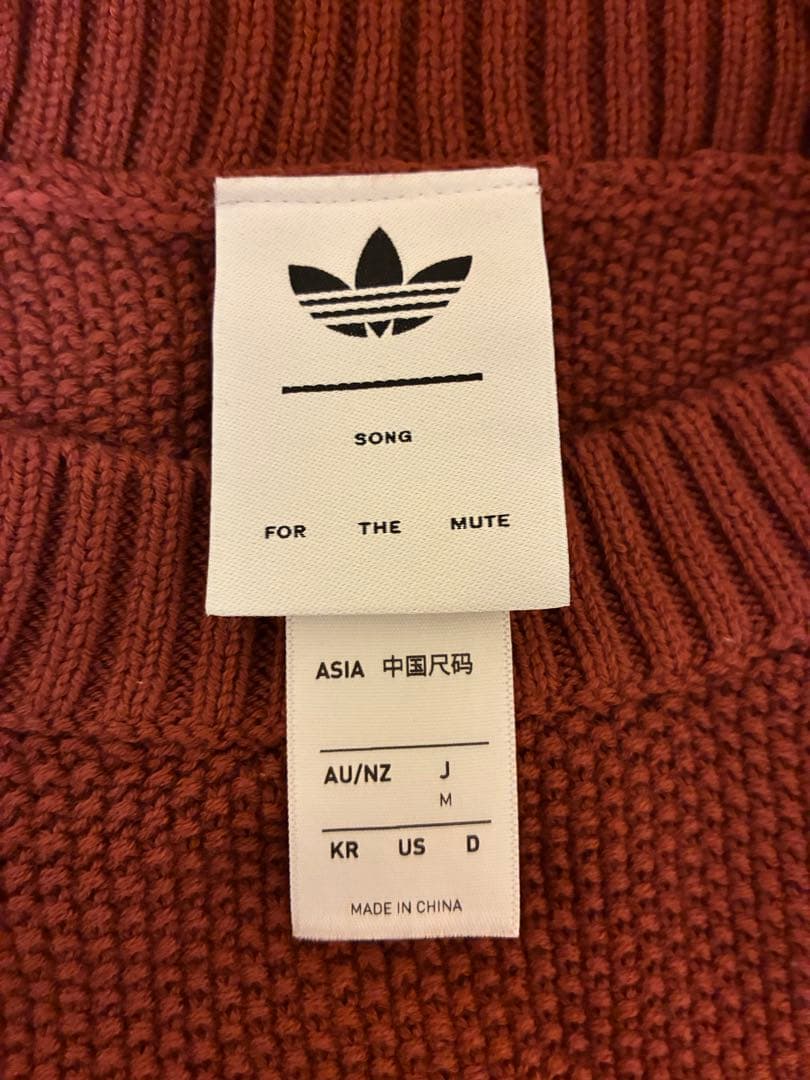 SONG
FOR THE MUTE
ASIA 中国尺码
AU/NZ J
M
KR US D
MADE IN CHINA